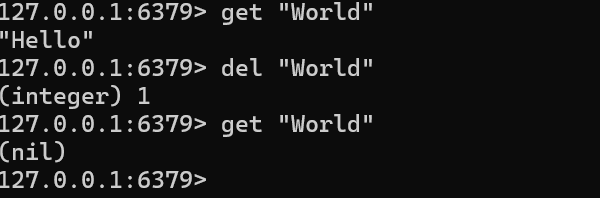 127.0.0.1:6379> get "World"
"Hello"
127.0.0.1:6379> del "World"
(integer) 1
127.0.0.1:6379> get "World"
(nil)
127.0.0.1:6379>